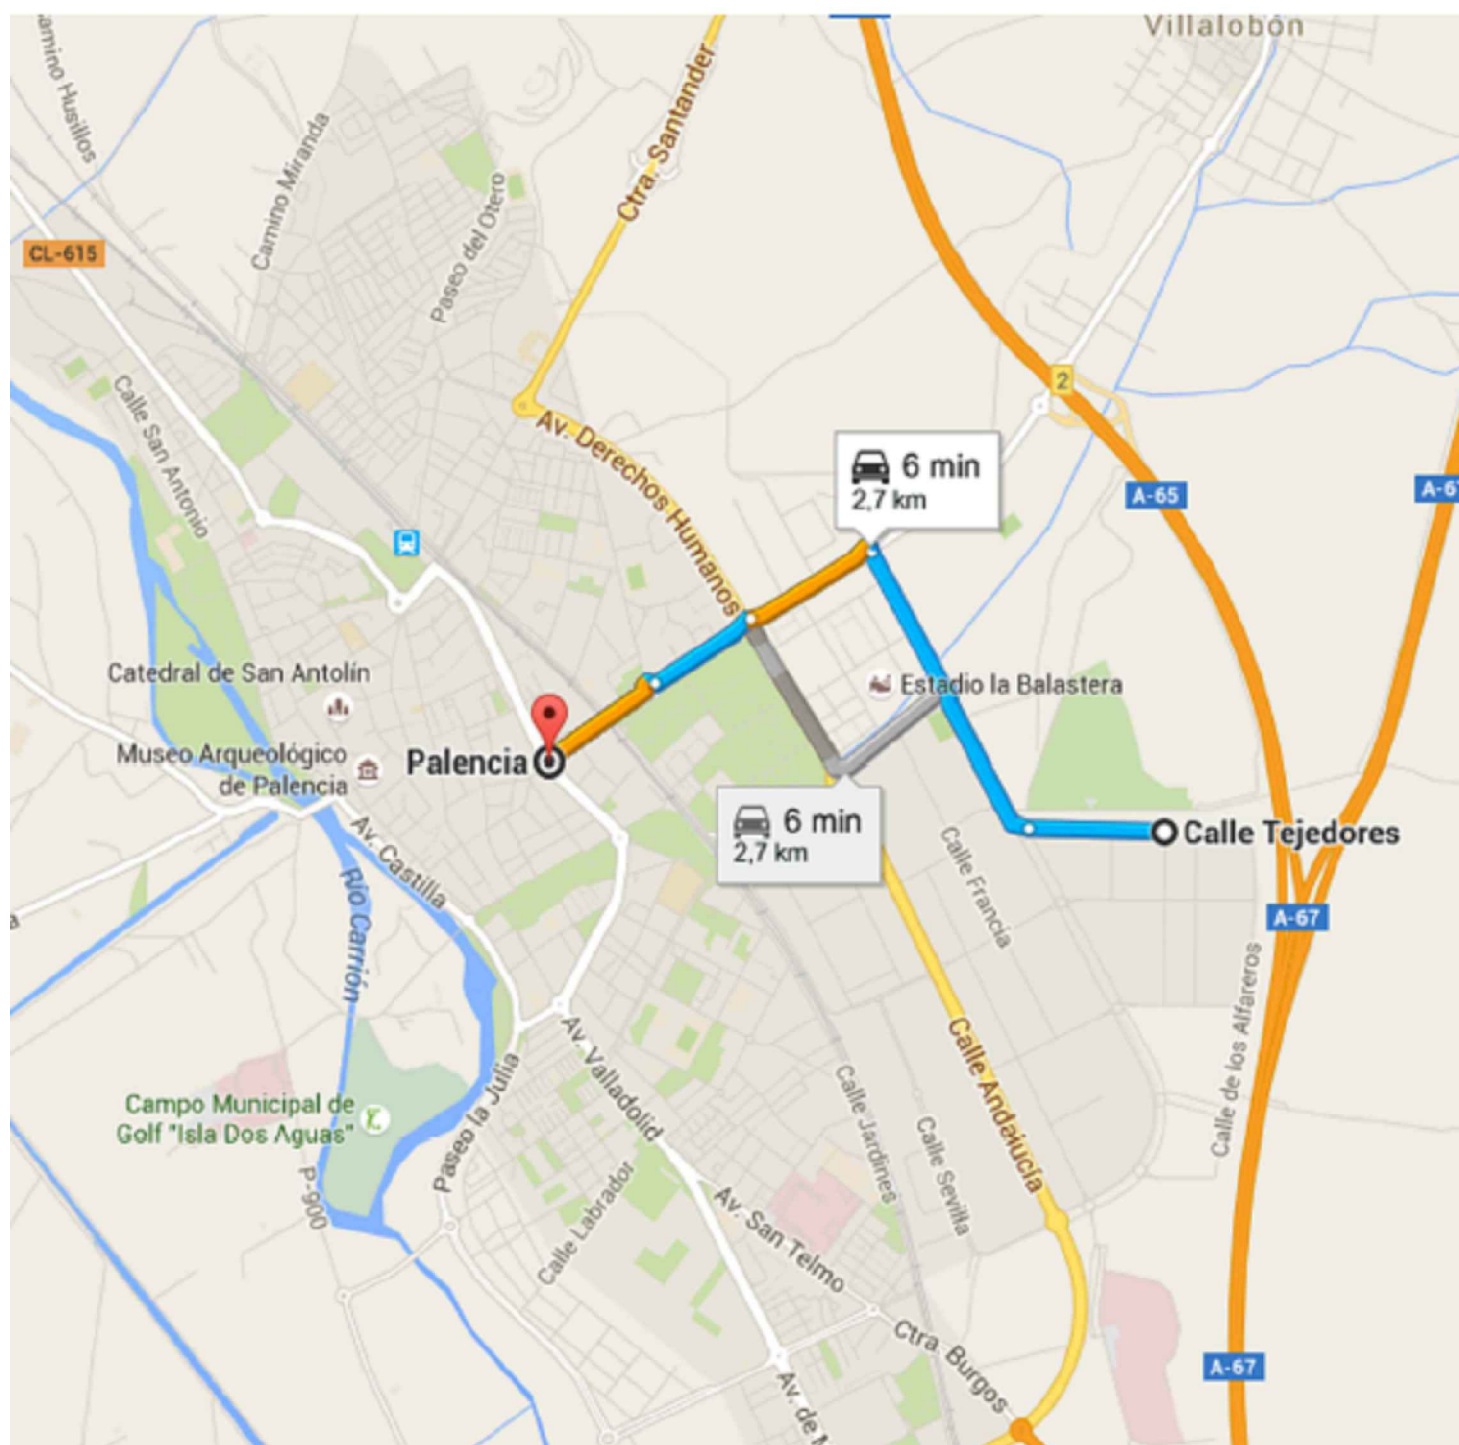 Villalobón
amino Husillos
Camino Miranda
Ctra. Santander
Paseo del Otero
CL-615
2
Calle San Antonio
Av. Derechos Humanos
6 min
2,7 km
A-65
A-67
Catedral de San Antolín
Estadio la Balastera
Museo Arqueológico
de Palencia
Palencia
6 min
2,7 km
Calle Tejedores
Av. Castilla
Calle Francia
Río Carrión
A-67
Calle de los Alfareros
Av. Valladolid
Calle Andalucía
Paseo la Julia
Campo Municipal de
Golf "Isla Dos Aguas"
Calle Jardines
Calle Sevilla
P-900
Calle Labrador
Av. San Telmo
Ctra. Burgos
A-67
Av. de